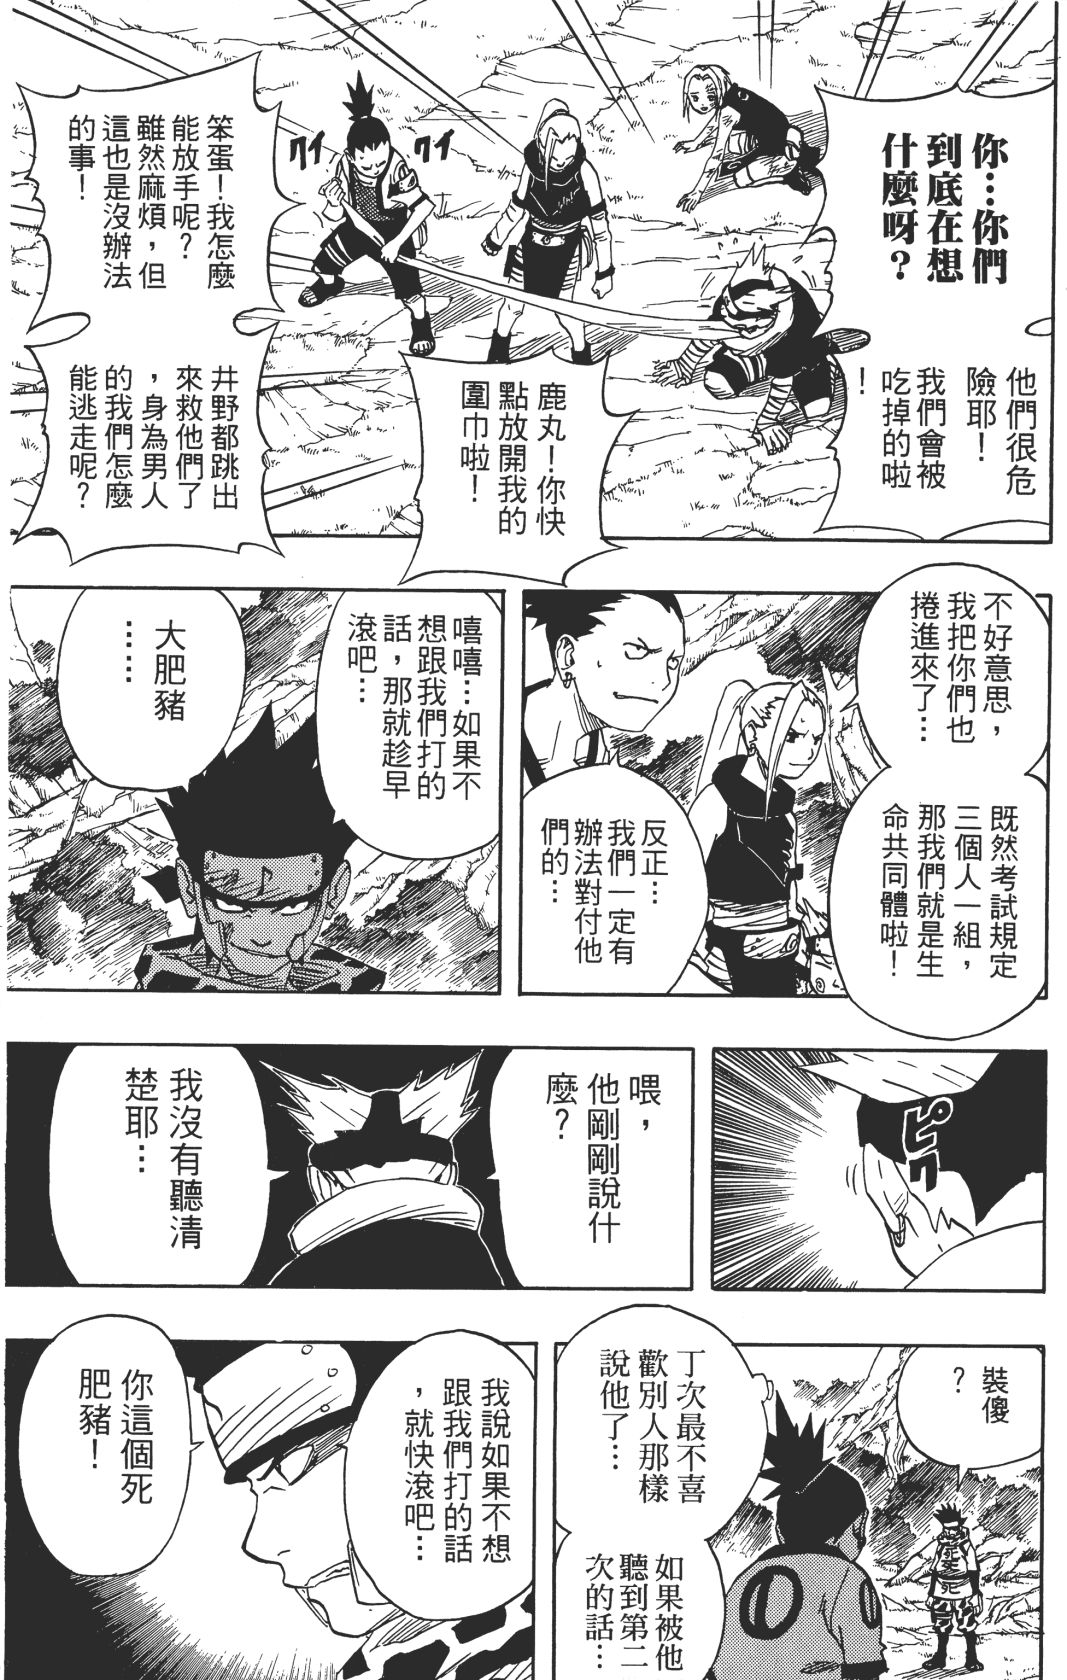 你…你們
到底在想
什麼呀？
他們很危
險耶！
我們會被
吃掉的啦
！
クイ
クイ
鹿丸！你快
點放開我的
圍巾啦！
笨蛋！我怎麼
能放手呢？
雖然麻煩，但
這也是沒辦法
的事！
井野都跳出
來救他們了
，身為男人
的我們怎麼
能逃走呢？
不好意思，
我把你們也
捲進來了…
既然考試規定
三個人一組，
那我們就是生
命共同體啦！
反正…
我們一定有
辦法對付他
們的…
嘻嘻…如果不
想跟我們打的
話，那就趁早
滾吧…
大肥豬
……
ピク
喂，
他剛剛說什
麼？
我沒有聽清
楚耶…
裝傻
？
死
死
死
丁次最不喜
歡別人那樣
說他了…
如果被他
聽到第二
次的話…
我說如果不想
跟我們打的話
，就快滾吧…
你這個死
肥豬！